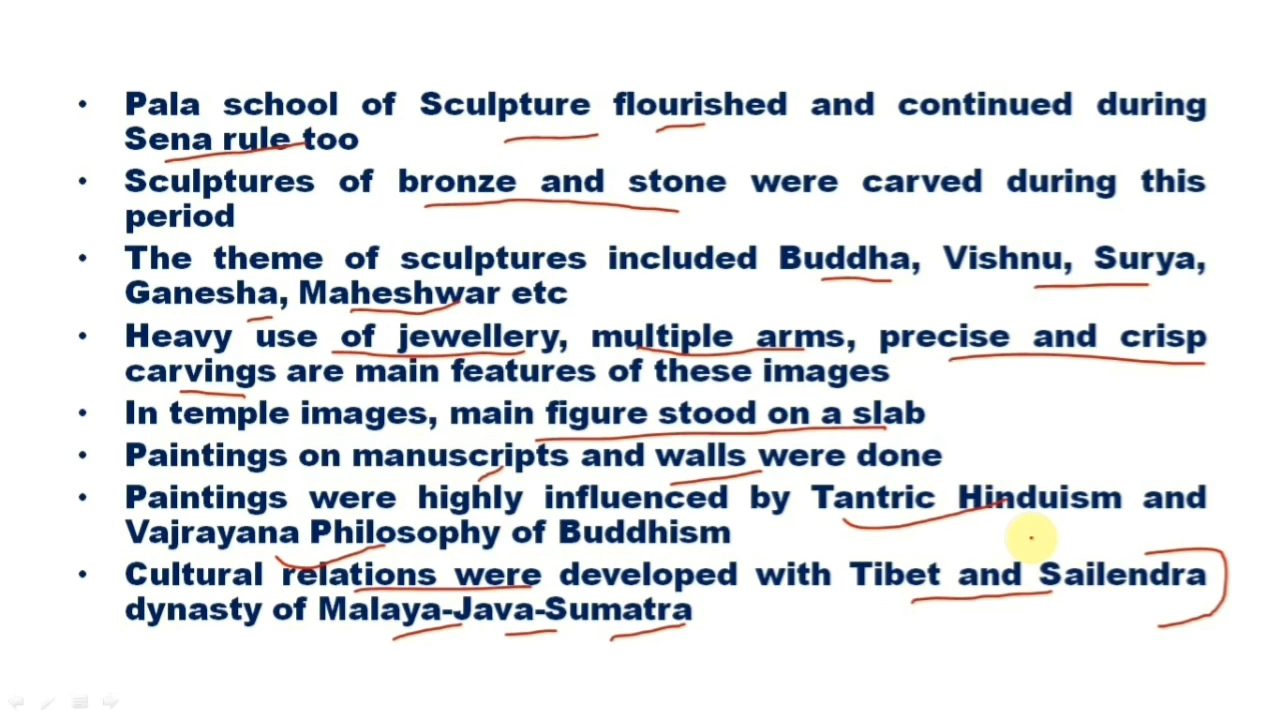 • Pala school of Sculpture flourished and continued during
Sena rule too
• Sculptures of bronze and stone were carved during this
period
• The theme of sculptures included Buddha, Vishnu, Surya,
Ganesha, Maheshwar etc
• Heavy use of jewellery, multiple arms, precise and crisp
carvings are main features of these images
• In temple images, main figure stood on a slab
• Paintings on manuscripts and walls were done
• Paintings were highly influenced by Tantric Hinduism and
Vajrayana Philosophy of Buddhism
• Cultural relations were developed with Tibet and Sailendra
dynasty of Malaya-Java-Sumatra